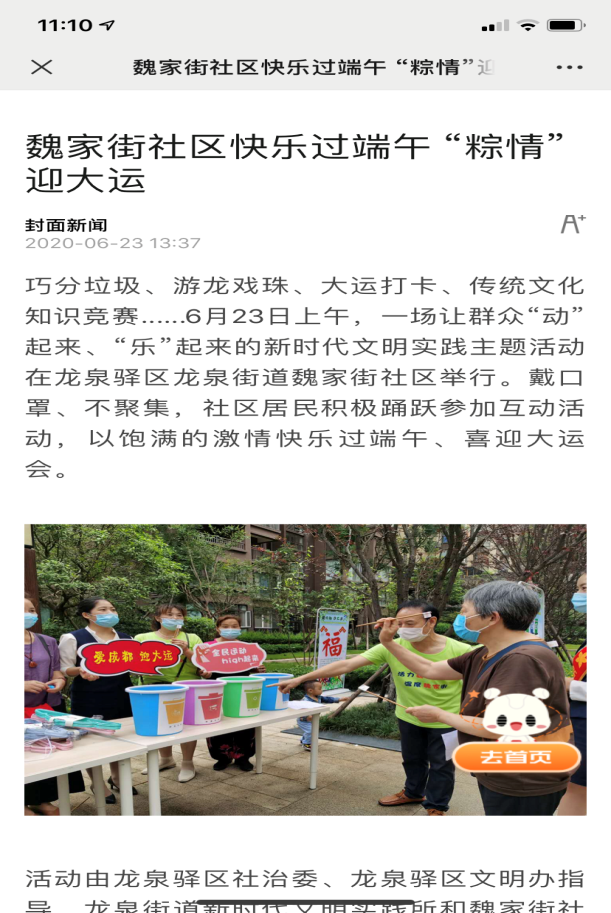 11:10
魏家街社区快乐过端午 “粽情”迎
魏家街社区快乐过端午 “粽情”
迎大运
封面新闻
2020-06-23 13:37
A+
巧分垃圾、游龙戏珠、大运打卡、传统文化
知识竞赛......6月23日上午，一场让群众“动”
起来、“乐”起来的新时代文明实践主题活动
在龙泉驿区龙泉街道魏家街社区举行。戴口
罩、不聚集，社区居民积极踊跃参加互动活
动，以饱满的激情快乐过端午、喜迎大运
会。
爱成都 迎大运
全民运动
high起来
福
活力
去首页
活动由龙泉驿区社治委、龙泉驿区文明办指
导，龙泉街道新时代文明实践所和魏家街社